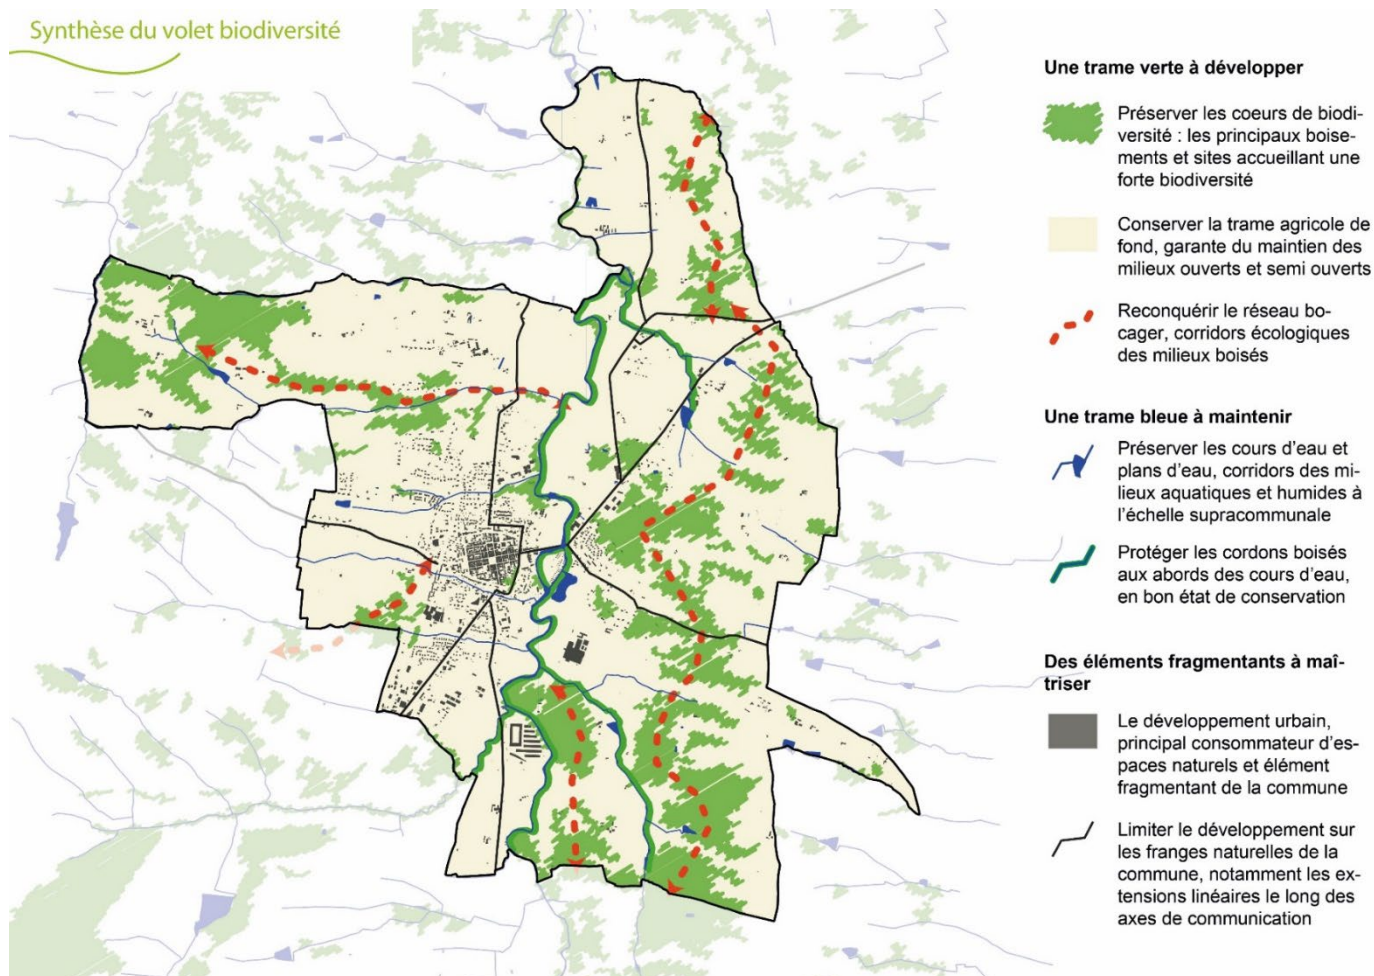 Synthèse du volet biodiversité
Une trame verte à développer
Préserver les coeurs de biodi-
versité : les principaux boise-
ments et sites accueillant une
forte biodiversité
Conserver la trame agricole de
fond, garante du maintien des
milieux ouverts et semi ouverts
Reconquérir le réseau bo-
cager, corridors écologiques
des milieux boisés
Une trame bleue à maintenir
Préserver les cours d'eau et
plans d'eau, corridors des mi-
lieux aquatiques et humides à
l'échelle supracommunale
Protéger les cordons boisés
aux abords des cours d'eau,
en bon état de conservation
Des éléments fragmentants à maî-
triser
Le développement urbain,
principal consommateur d'es-
paces naturels et élément
fragmentant de la commune
Limiter le développement sur
les franges naturelles de la
commune, notamment les ex-
tensions linéaires le long des
axes de communication